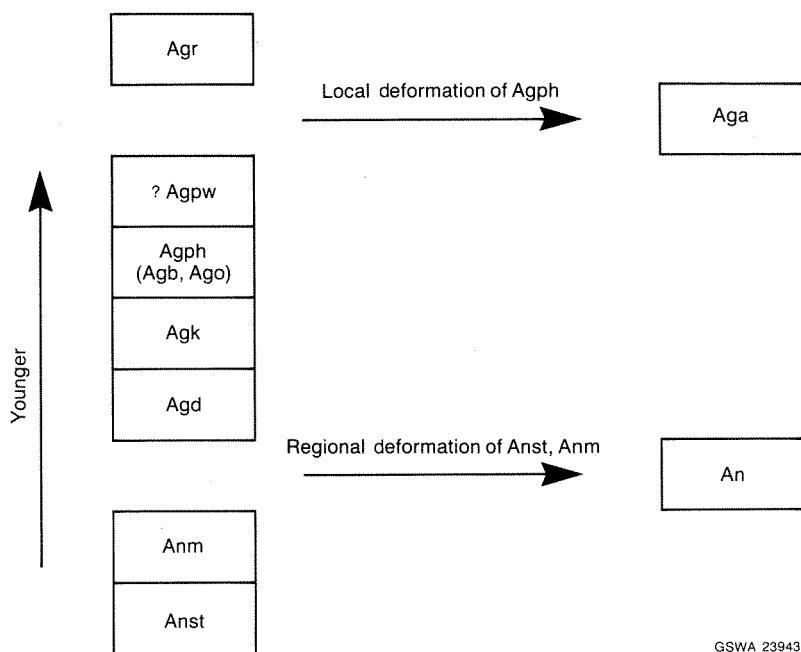 Agr
Local deformation of Agph
Aga
? Agpw
Agph
(Agb, Ago)
Agk
Agd
Younger
Regional deformation of Anst, Anm
An
Anm
Anst
GSWA 23943